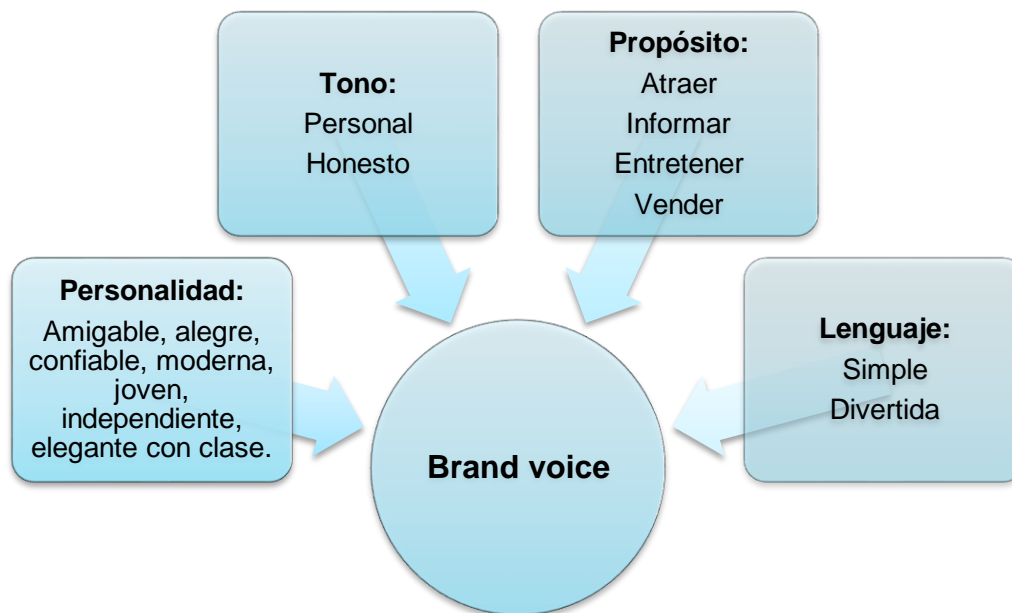 Personalidad:
Amigable, alegre,
confiable, moderna,
joven,
independiente,
elegante con clase.
Tono:
Personal
Honesto
Propósito:
Atraer
Informar
Entretener
Vender
Lenguaje:
Simple
Divertida
Brand voice